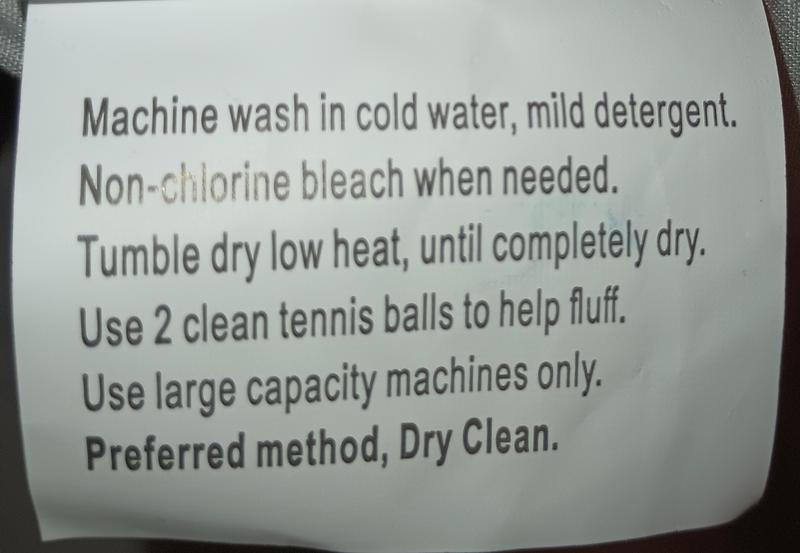 Machine wash in cold water, mild detergent.
Non-chlorine bleach when needed.
Tumble dry low heat, until completely dry.
Use 2 clean tennis balls to help fluff.
Use large capacity machines only.
Preferred method, Dry Clean.